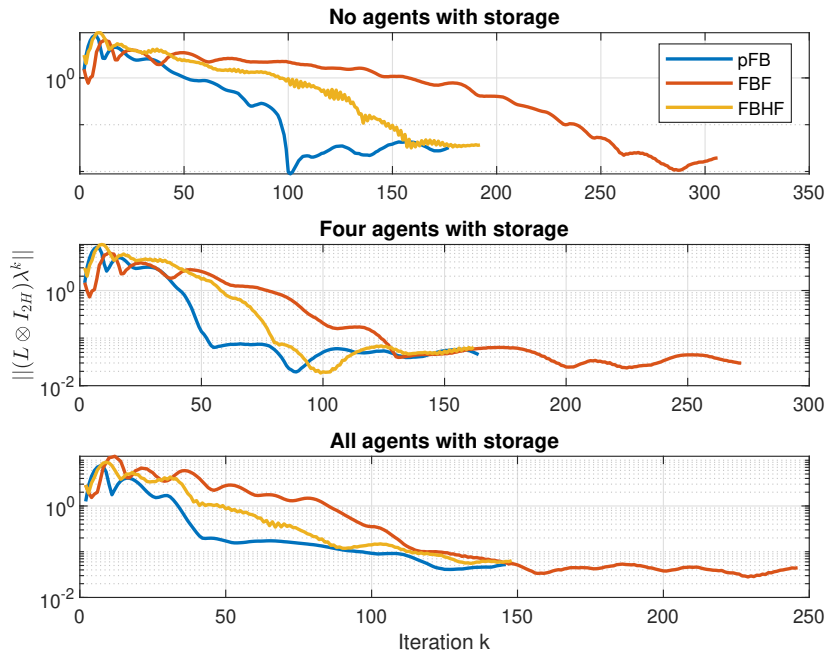 No agents with storage
10^0
pFB
FBF
FBHF
0 50 100 150 200 250 300 350
Four agents with storage
||(L ⊗ I_{2H})λ^k||
10^0
10^{-2}
0 50 100 150 200 250 300
All agents with storage
10^0
10^{-2}
0 50 100 150 200 250
Iteration k